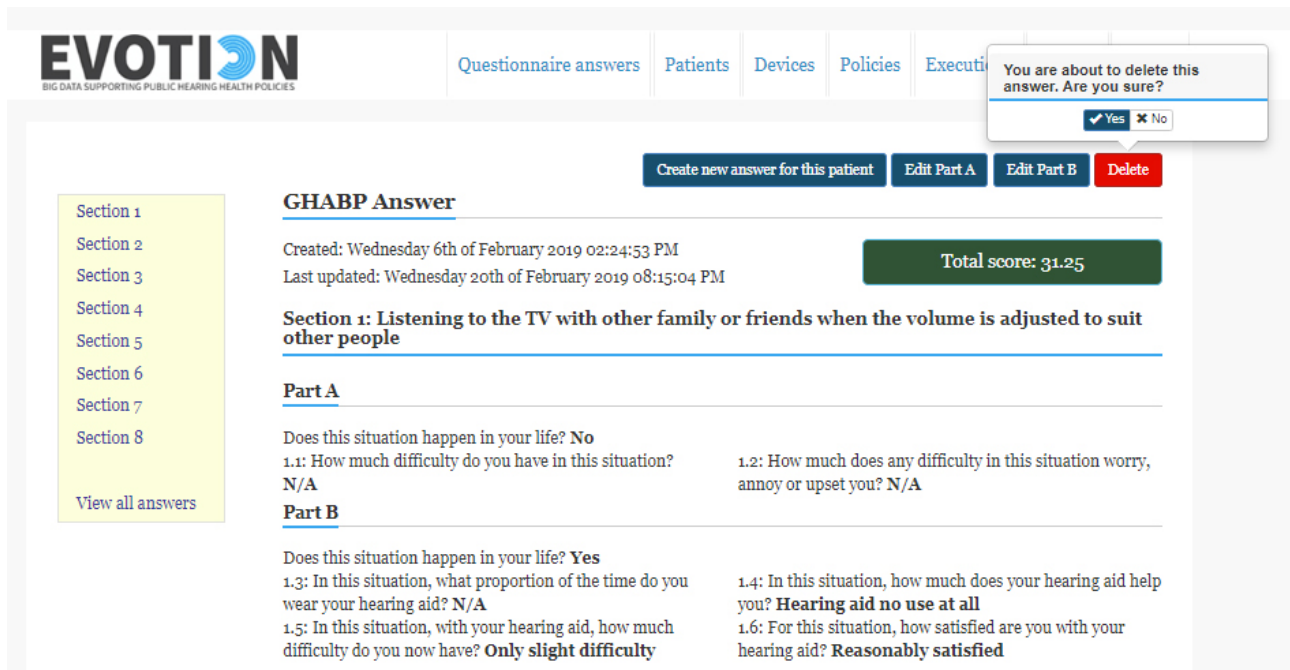 EVOTION
BIG DATA SUPPORTING PUBLIC HEARING HEALTH POLICIES
Questionnaire answers Patients Devices Policies
You are about to delete this
answer. Are you sure?
Yes No
Create new answer for this patient Edit Part A Edit Part B Delete
Section 1
Section 2
Section 3
Section 4
Section 5
Section 6
Section 7
Section 8
View all answers
GHABP Answer
Created: Wednesday 6th of February 2019 02:24:53 PM
Last updated: Wednesday 20th of February 2019 08:15:04 PM
Total score: 31.25
Section 1: Listening to the TV with other family or friends when the volume is adjusted to suit
other people
Part A
Does this situation happen in your life? No
1.1: How much difficulty do you have in this situation?
N/A
1.2: How much does any difficulty in this situation worry,
annoy or upset you? N/A
Part B
Does this situation happen in your life? Yes
1.3: In this situation, what proportion of the time do you
wear your hearing aid? N/A
1.4: In this situation, how much does your hearing aid help
you? Hearing aid no use at all
1.5: In this situation, with your hearing aid, how much
difficulty do you now have? Only slight difficulty
1.6: For this situation, how satisfied are you with your
hearing aid? Reasonably satisfied